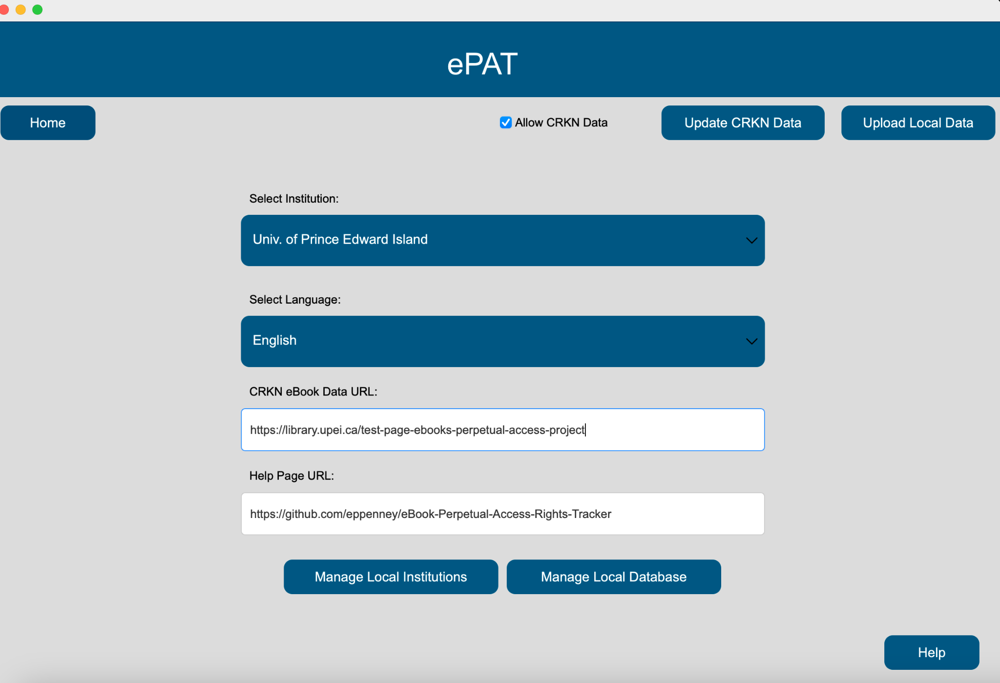 ePAT
Home
Allow CRKN Data
Update CRKN Data
Upload Local Data
Select Institution:
Univ. of Prince Edward Island
Select Language:
English
CRKN eBook Data URL:
https://library.upei.ca/test-page-ebooks-perpetual-access-project
Help Page URL:
https://github.com/eppenney/eBook-Perpetual-Access-Rights-Tracker
Manage Local Institutions
Manage Local Database
Help